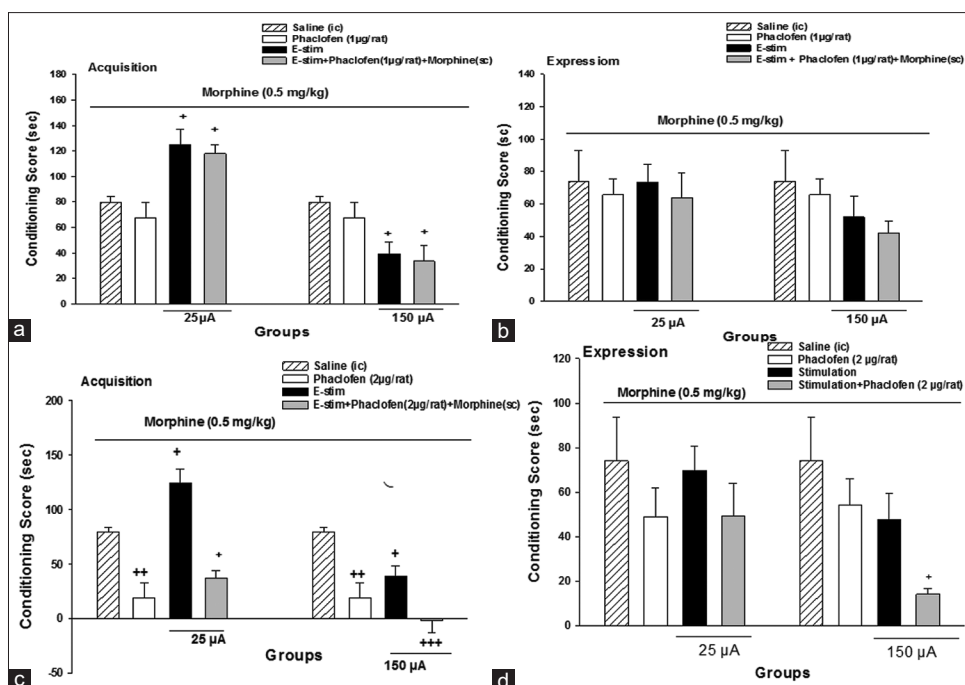 Saline (ic)
Phaclofen (1µg/rat)
E-stim
E-stim+Phaclofen(1µg/rat)+Morphine(sc)
Acquisition
Morphine (0.5 mg/kg)
Conditioning Score (sec)
180
160
140
120
100
80
60
40
20
0
+
+
+
+
25µA
150 µA
Groups
a
Saline (ic)
Phaclofen (1µg/rat)
E-stim
E-stim + Phaclofen (1µg/rat)+Morphine(sc)
Expressiom
Morphine (0.5 mg/kg)
Conditioning Score (sc)
140
120
100
80
60
40
20
0
25 µA
150 µA
Groups
b
Saline (ic)
Phaclofen (2µg/rat)
E-stim
E-stim+Phaclofen(2µg/rat)+Morphine(sc)
Acquisition
Morphine (0.5 mg/kg)
Conditioning Score (sec)
200
150
100
50
0
-50
++
+
+
++
+
+++
25 µA
150 µA
Groups
c
Saline (ic)
Phaclofen (2 µg/rat)
Stimulation
Stimulation+Phaclofen (2 µg/rat)
Expression
Morphine (0.5 mg/kg)
Conditioning Score (sec)
120
100
80
60
40
20
0
+
25 µA
150 µA
Groups
d